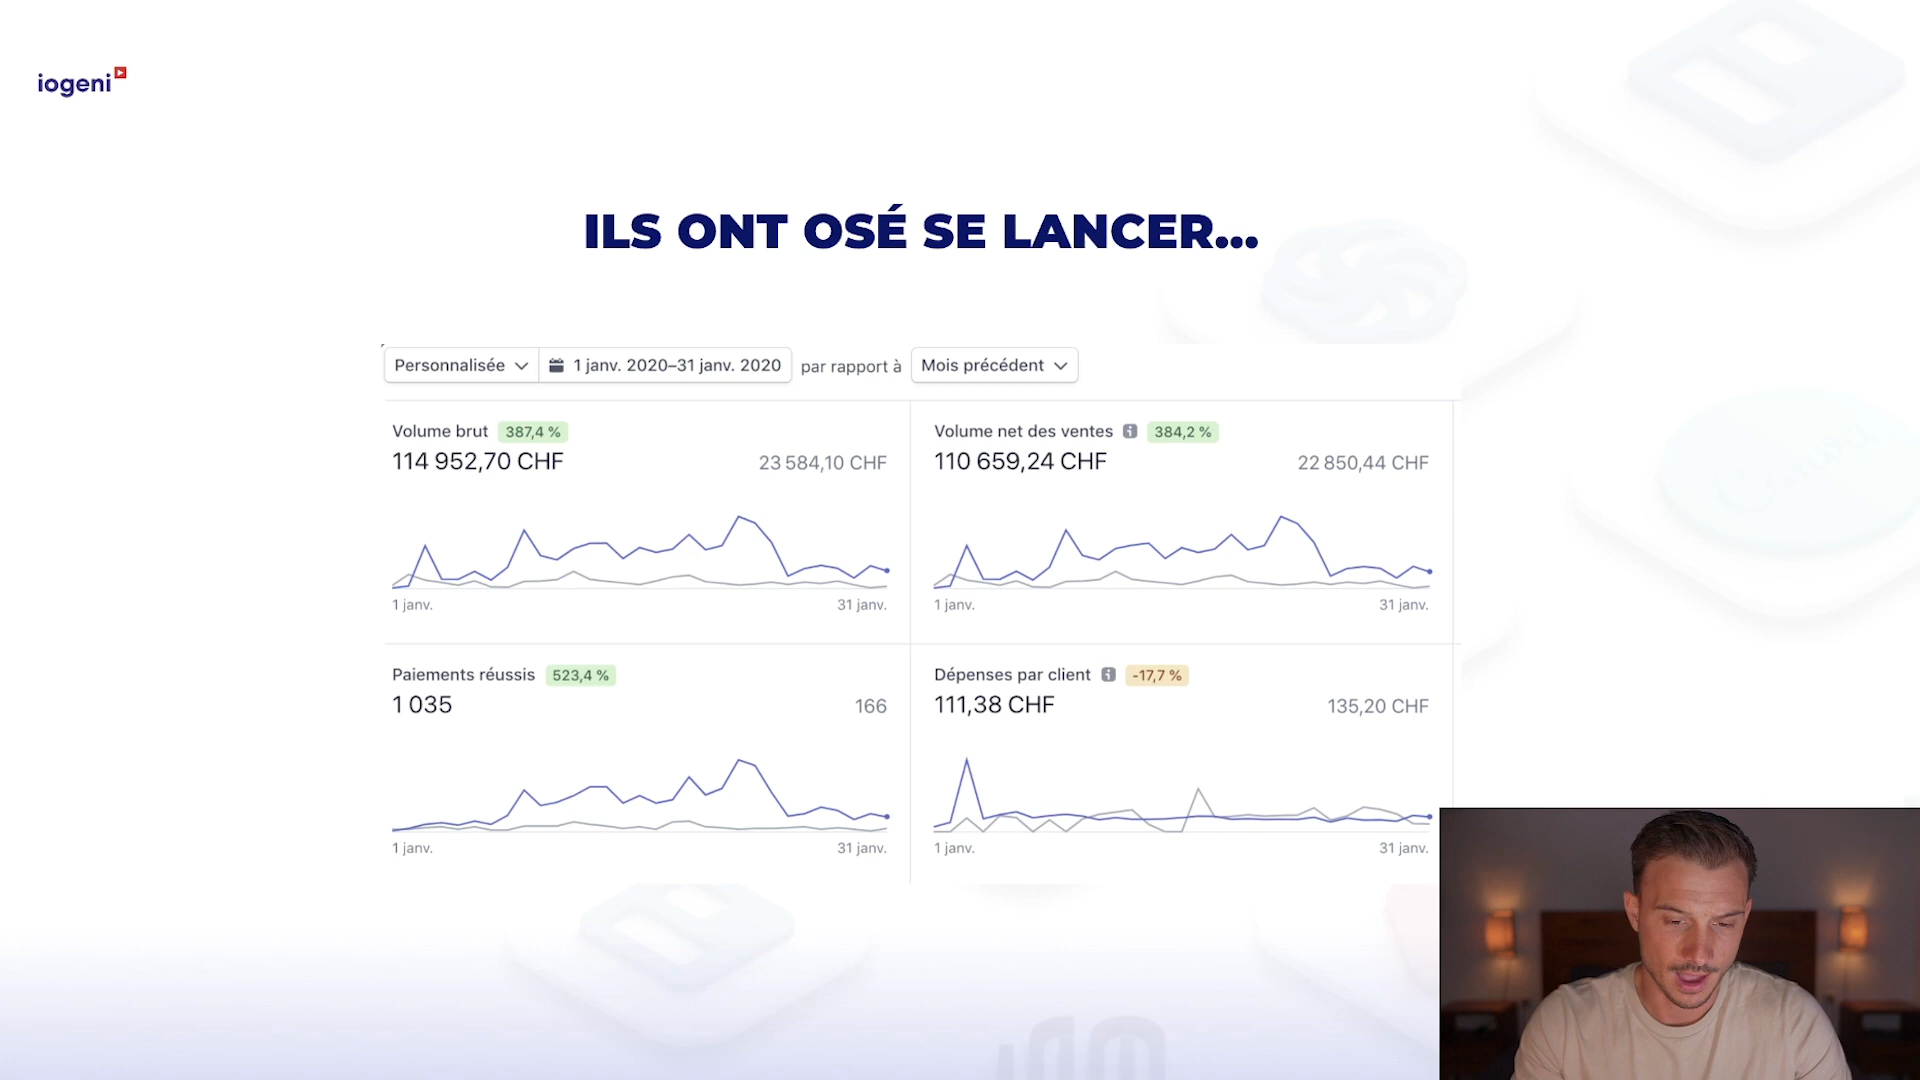 iogeni
ILS ONT OSÉ SE LANCER...
Personnalisée 1 janv. 2020–31 janv. 2020 par rapport à Mois précédent
Volume brut 387,4 %
114 952,70 CHF 23 584,10 CHF
1 janv. 31 janv.
Volume net des ventes 384,2 %
110 659,24 CHF 22 850,44 CHF
1 janv. 31 janv.
Paiements réussis 523,4 %
1 035 166
1 janv. 31 janv.
Dépenses par client -17,7 %
111,38 CHF 135,20 CHF
1 janv. 31 janv.
Canva